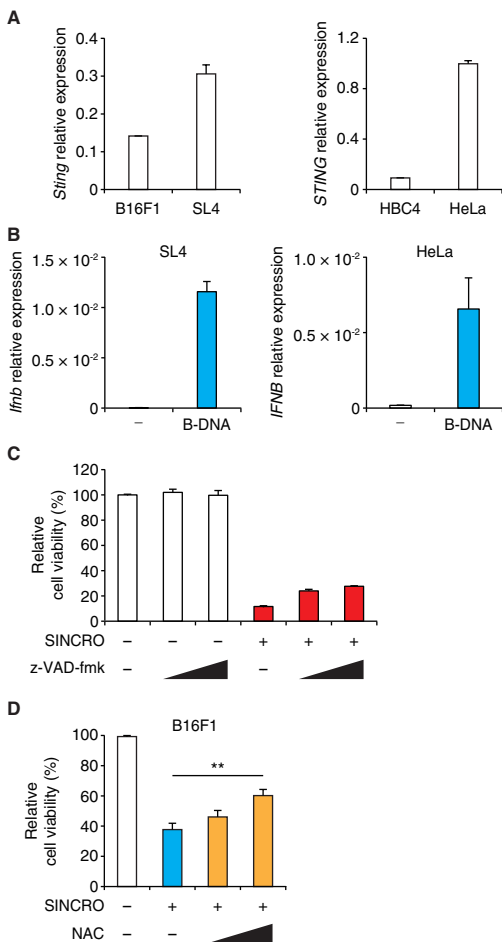 A
Sting relative expression
0.4
0.3
0.2
0.1
0
B16F1 SL4
STING relative expression
1.2
0.8
0.4
0
HBC4 HeLa
B
SL4
Ifnb relative expression
1.5 × 10⁻²
1.0 × 10⁻²
0.5 × 10⁻²
0
– B-DNA
HeLa
IFNB relative expression
1.0 × 10⁻²
0.5 × 10⁻²
0
– B-DNA
C
Relative
cell viability (%)
120
100
80
60
40
20
0
SINCRO – – – + + +
z-VAD-fmk – –
D
B16F1
Relative
cell viability (%)
100
80
60
40
20
0
**
SINCRO – + + +
NAC – –